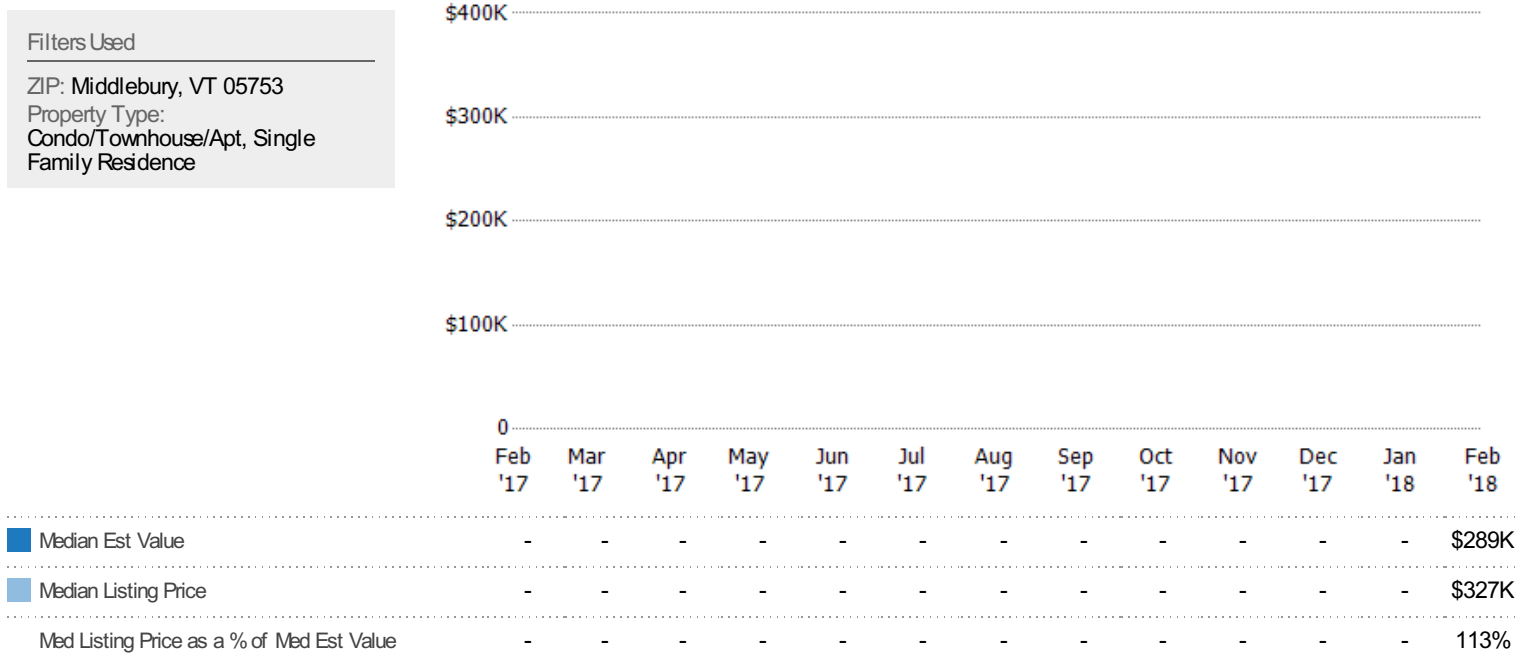 Filters Used
ZIP: Middlebury, VT 05753
Property Type:
Condo/Townhouse/Apt, Single
Family Residence
$400K
$300K
$200K
$100K
0
Feb Mar Apr May Jun Jul Aug Sep Oct Nov Dec Jan Feb
'17 '17 '17 '17 '17 '17 '17 '17 '17 '17 '17 '18 '18
Median Est Value - - - - - - - - - - - - $289K
Median Listing Price - - - - - - - - - - - - $327K
Med Listing Price as a % of Med Est Value - - - - - - - - - - - - 113%